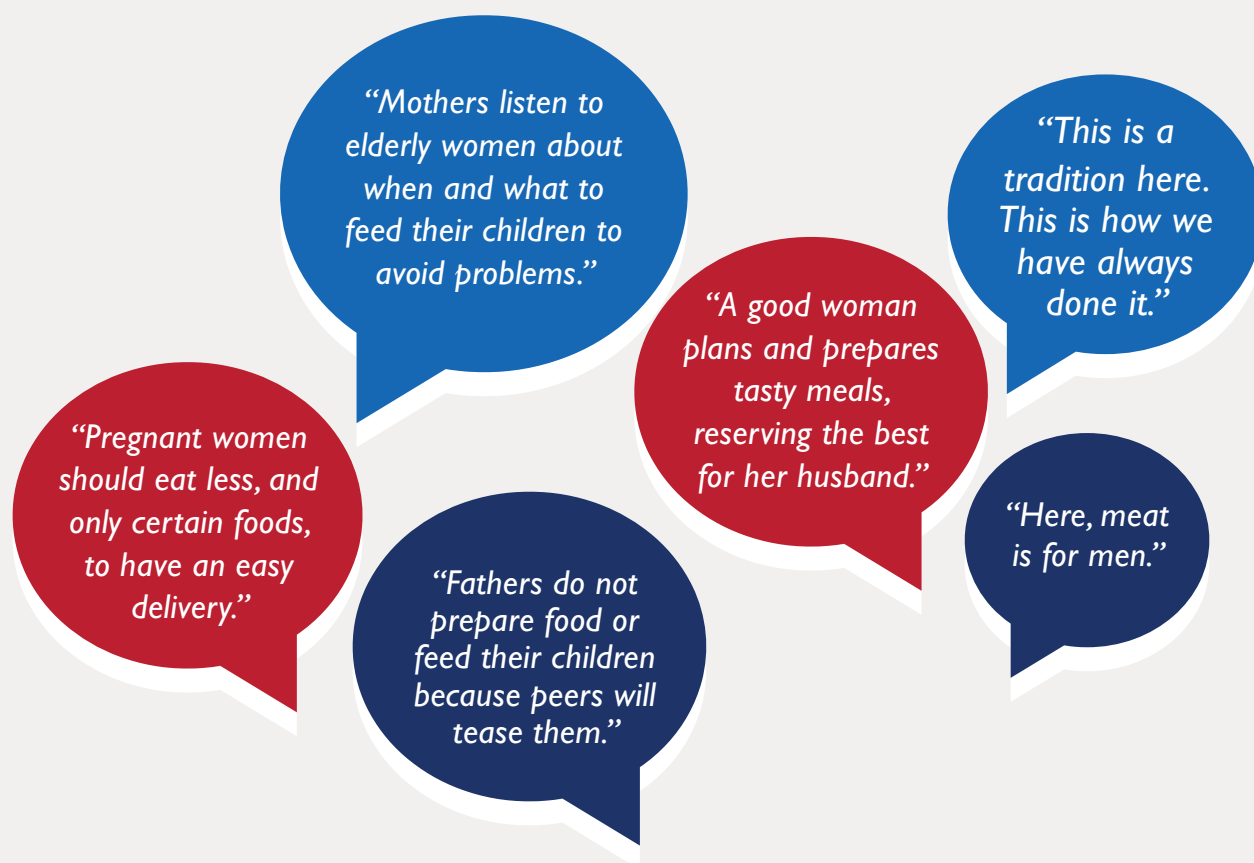 “Mothers listen to
elderly women about
when and what to
feed their children to
avoid problems.”
“This is a
tradition here.
This is how we
have always
done it.”
“A good woman
plans and prepares
tasty meals,
reserving the best
for her husband.”
“Pregnant women
should eat less, and
only certain foods,
to have an easy
delivery.”
“Fathers do not
prepare food or
feed their children
because peers will
tease them.”
“Here, meat
is for men.”